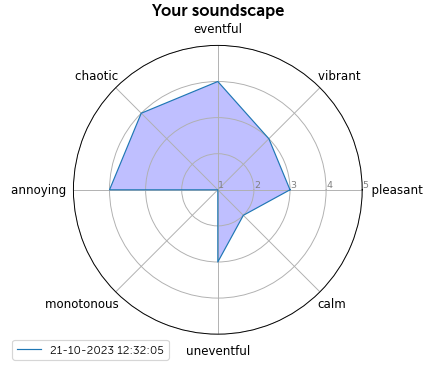 Your soundscape
eventful
chaotic
vibrant
annoying
1 2 3 4 5
pleasant
monotonous
calm
uneventful
21-10-2023 12:32:05